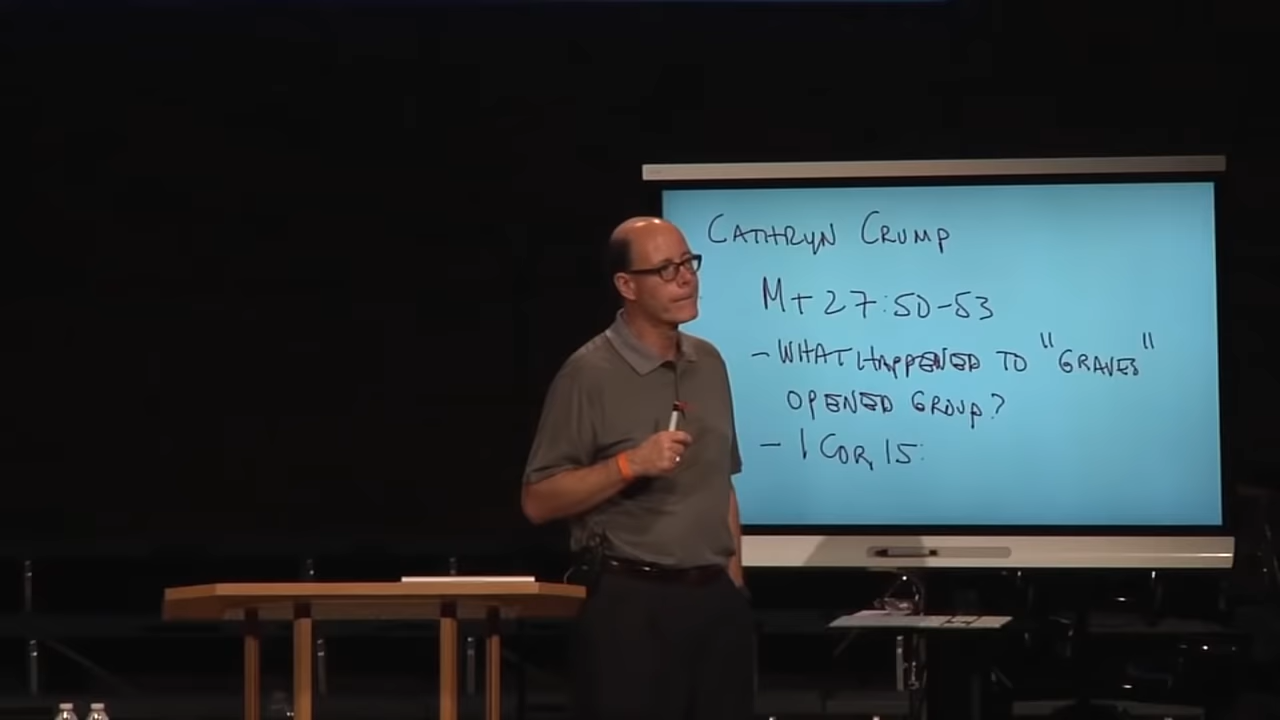 CATHRYN CRUMP
Mt 27:50-53
- WHAT HAPPENED TO "GRAVES"
OPENED GROUP?
- 1 COR 15: